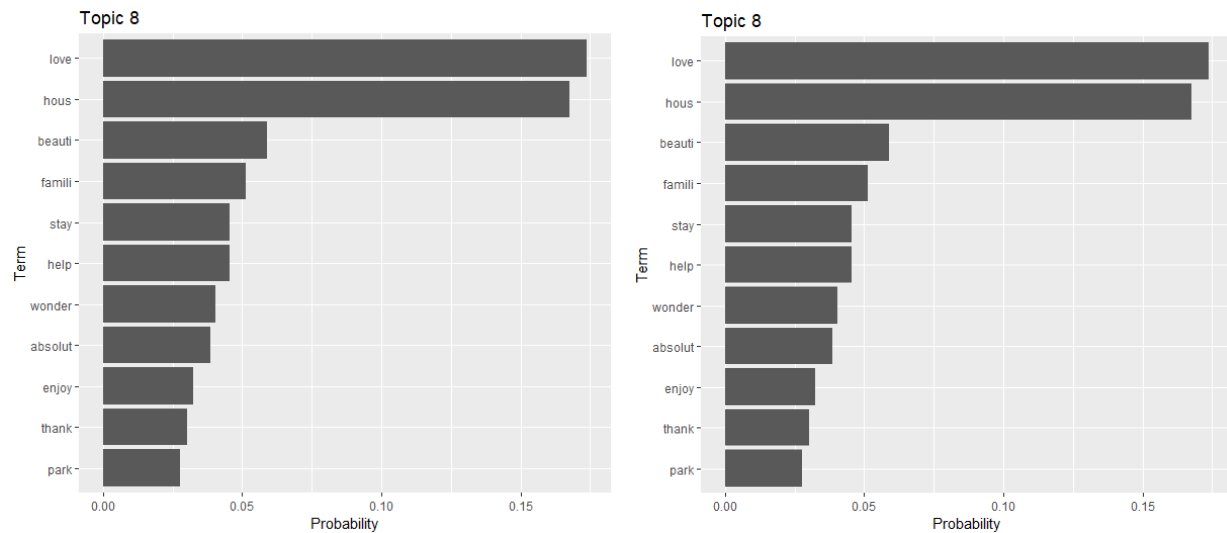 Topic 8
love
hous
beauti
famili
stay
help
wonder
absolut
enjoy
thank
park
Term
0.00 0.05 0.10 0.15
Probability
Topic 8
love
hous
beauti
famili
stay
help
wonder
absolut
enjoy
thank
park
Term
0.00 0.05 0.10 0.15
Probability